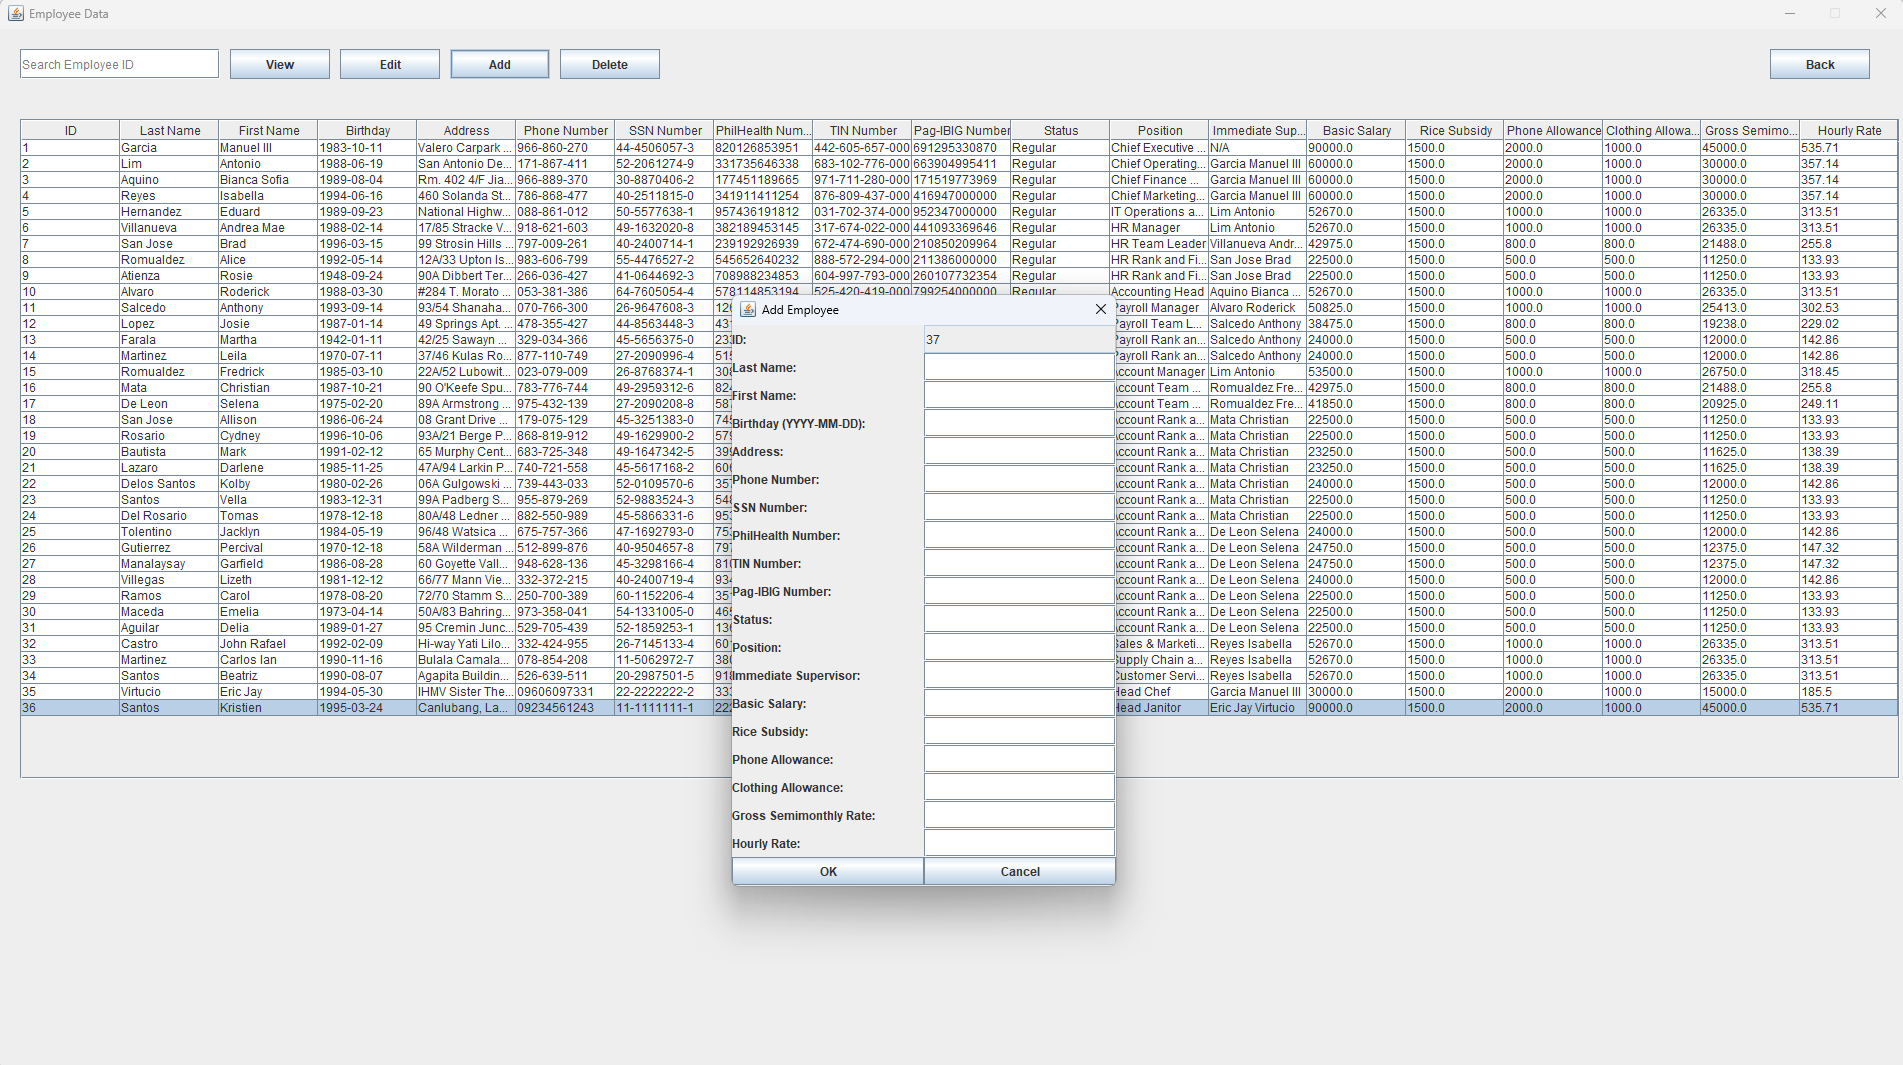 Employee Data
Search Employee ID View Edit Add Delete Back
ID Last Name First Name Birthday Address Phone Number SSN Number PhilHealth Num... TIN Number Pag-IBIG Number Status Position Immediate Sup... Basic Salary Rice Subsidy Phone Allowance Clothing Allowa... Gross Semimo... Hourly Rate
1 Garcia Manuel III 1983-10-11 Valero Carpark ... 966-860-270 44-4506057-3 820126853951 442-605-657-000 691295330870 Regular Chief Executive ... N/A 90000.0 1500.0 2000.0 1000.0 45000.0 535.71
2 Lim Antonio 1988-06-19 San Antonio De... 171-867-411 52-2061274-9 331735646338 683-102-776-000 663904995411 Regular Chief Operating... Garcia Manuel III 60000.0 1500.0 2000.0 1000.0 30000.0 357.14
3 Aquino Bianca Sofia 1989-08-04 Rm. 402 4/F Jia... 966-889-370 30-8870406-2 177451189665 971-711-280-000 171519773969 Regular Chief Finance ... Garcia Manuel III 60000.0 1500.0 2000.0 1000.0 30000.0 357.14
4 Reyes Isabella 1994-06-16 460 Solanda St... 786-868-477 40-2511815-0 341911411254 876-809-437-000 416947000000 Regular Chief Marketing... Garcia Manuel III 60000.0 1500.0 2000.0 1000.0 30000.0 357.14
5 Hernandez Eduard 1989-09-23 National Highw... 088-861-012 50-5577638-1 957436191812 031-702-374-000 952347000000 Regular IT Operations a... Lim Antonio 52670.0 1500.0 1000.0 1000.0 26335.0 313.51
6 Villanueva Andrea Mae 1988-02-14 17/85 Stracke V... 918-621-603 49-1632020-8 382189453145 317-674-022-000 441093369646 Regular HR Manager Lim Antonio 52670.0 1500.0 1000.0 1000.0 26335.0 313.51
7 San Jose Brad 1996-03-15 99 Strosin Hills ... 797-009-261 40-2400714-1 239192926939 672-474-690-000 210850209964 Regular HR Team Leader Villanueva Andr... 42975.0 1500.0 800.0 800.0 21488.0 255.8
8 Romualdez Alice 1992-05-14 12A/33 Upton Is... 983-606-799 55-4476527-2 545652640232 888-572-294-000 211386000000 Regular HR Rank and Fi... San Jose Brad 22500.0 1500.0 500.0 500.0 11250.0 133.93
9 Atienza Rosie 1948-09-24 90A Dibbert Ter... 266-036-427 41-0644692-3 708988234853 604-997-793-000 260107732354 Regular HR Rank and Fi... San Jose Brad 22500.0 1500.0 500.0 500.0 11250.0 133.93
10 Alvaro Roderick 1988-03-30 #284 T. Morato ... 053-381-386 64-7605054-4 578114853194 525-420-419-000 799254000000 Regular Accounting Head Aquino Bianca ... 52670.0 1500.0 1000.0 1000.0 26335.0 313.51
11 Salcedo Anthony 1993-09-14 93/54 Shanaha... 070-766-300 26-9647608-3 Payroll Manager Alvaro Roderick 50825.0 1500.0 1000.0 1000.0 25413.0 302.53
12 Lopez Josie 1987-01-14 49 Springs Apt. ... 478-355-427 44-8563448-3 Payroll Team L... Salcedo Anthony 38475.0 1500.0 800.0 800.0 19238.0 229.02
13 Farala Martha 1942-01-11 42/25 Sawayn ... 329-034-366 45-5656375-0 Payroll Rank an... Salcedo Anthony 24000.0 1500.0 500.0 500.0 12000.0 142.86
14 Martinez Leila 1970-07-11 37/46 Kulas Ro... 877-110-749 27-2090996-4 Payroll Rank an... Salcedo Anthony 24000.0 1500.0 500.0 500.0 12000.0 142.86
15 Romualdez Fredrick 1985-03-10 22A/52 Lubowit... 023-079-009 26-8768374-1 Account Manager Lim Antonio 53500.0 1500.0 1000.0 1000.0 26750.0 318.45
16 Mata Christian 1987-10-21 90 O'Keefe Spu... 783-776-744 49-2959312-6 Account Team ... Romualdez Fre... 42975.0 1500.0 800.0 800.0 21488.0 255.8
17 De Leon Selena 1975-02-20 89A Armstrong ... 975-432-139 27-2090208-8 Account Team ... Romualdez Fre... 41850.0 1500.0 800.0 800.0 20925.0 249.11
18 San Jose Allison 1986-06-24 08 Grant Drive ... 179-075-129 45-3251383-0 Account Rank a... Mata Christian 22500.0 1500.0 500.0 500.0 11250.0 133.93
19 Rosario Cydney 1996-10-06 93A/21 Berge P... 868-819-912 49-1629900-2 Account Rank a... Mata Christian 22500.0 1500.0 500.0 500.0 11250.0 133.93
20 Bautista Mark 1991-02-12 65 Murphy Cent... 683-725-348 49-1647342-5 Account Rank a... Mata Christian 23250.0 1500.0 500.0 500.0 11625.0 138.39
21 Lazaro Darlene 1985-11-25 47A/94 Larkin P... 740-721-558 45-5617168-2 Account Rank a... Mata Christian 23250.0 1500.0 500.0 500.0 11625.0 138.39
22 Delos Santos Kolby 1980-02-26 06A Gulgowski ... 739-443-033 52-0109570-6 Account Rank a... Mata Christian 24000.0 1500.0 500.0 500.0 12000.0 142.86
23 Santos Vella 1983-12-31 99A Padberg S... 955-879-269 52-9883524-3 Account Rank a... Mata Christian 22500.0 1500.0 500.0 500.0 11250.0 133.93
24 Del Rosario Tomas 1978-12-18 80A/48 Ledner ... 882-550-989 45-5866331-6 Account Rank a... Mata Christian 22500.0 1500.0 500.0 500.0 11250.0 133.93
25 Tolentino Jacklyn 1984-05-19 96/48 Watsica ... 675-757-366 47-1692793-0 Account Rank a... De Leon Selena 24000.0 1500.0 500.0 500.0 12000.0 142.86
26 Gutierrez Percival 1970-12-18 58A Wilderman ... 512-899-876 40-9504657-8 Account Rank a... De Leon Selena 24750.0 1500.0 500.0 500.0 12375.0 147.32
27 Manalaysay Garfield 1986-08-28 60 Goyette Vall... 948-628-136 45-3298166-4 Account Rank a... De Leon Selena 24750.0 1500.0 500.0 500.0 12375.0 147.32
28 Villegas Lizeth 1981-12-12 66/77 Mann Vie... 332-372-215 40-2400719-4 Account Rank a... De Leon Selena 24000.0 1500.0 500.0 500.0 12000.0 142.86
29 Ramos Carol 1978-08-20 72/70 Stamm S... 250-700-389 60-1152206-4 Account Rank a... De Leon Selena 22500.0 1500.0 500.0 500.0 11250.0 133.93
30 Maceda Emelia 1973-04-14 50A/83 Bahring... 973-358-041 54-1331005-0 Account Rank a... De Leon Selena 22500.0 1500.0 500.0 500.0 11250.0 133.93
31 Aguilar Delia 1989-01-27 95 Cremin Junc... 529-705-439 52-1859253-1 Account Rank a... De Leon Selena 22500.0 1500.0 500.0 500.0 11250.0 133.93
32 Castro John Rafael 1992-02-09 Hi-way Yati Lilo... 332-424-955 26-7145133-4 Sales & Marketi... Reyes Isabella 52670.0 1500.0 1000.0 1000.0 26335.0 313.51
33 Martinez Carlos Ian 1990-11-16 Bulala Camala... 078-854-208 11-5062972-7 Supply Chain a... Reyes Isabella 52670.0 1500.0 1000.0 1000.0 26335.0 313.51
34 Santos Beatriz 1990-08-07 Agapita Buildin... 526-639-511 20-2987501-5 Customer Servi... Reyes Isabella 52670.0 1500.0 1000.0 1000.0 26335.0 313.51
35 Virtucio Eric Jay 1994-05-30 IHMV Sister The... 09606097331 22-2222222-2 Head Chef Garcia Manuel III 30000.0 1500.0 2000.0 1000.0 15000.0 185.5
36 Santos Kristien 1995-03-24 Canlubang, La... 09234561243 11-1111111-1 Head Janitor Eric Jay Virtucio 90000.0 1500.0 2000.0 1000.0 45000.0 535.71
Add Employee
ID: 37
Last Name:
First Name:
Birthday (YYYY-MM-DD):
Address:
Phone Number:
SSN Number:
PhilHealth Number:
TIN Number:
Pag-IBIG Number:
Status:
Position:
Immediate Supervisor:
Basic Salary:
Rice Subsidy:
Phone Allowance:
Clothing Allowance:
Gross Semimonthly Rate:
Hourly Rate:
OK Cancel